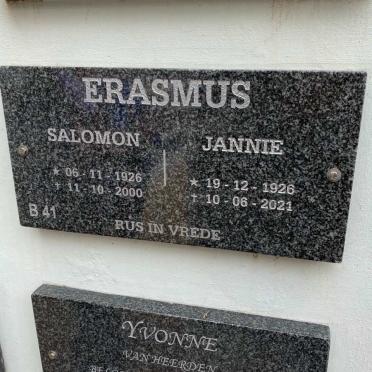 ERASMUS
SALOMON
★ 06 - 11 - 1926
† 11 - 10 - 2000
JANNIE
★ 19 - 12 - 1926
† 10 - 06 - 2021
B 41
RUS IN VREDE
YVONNE
VAN HEERDEN